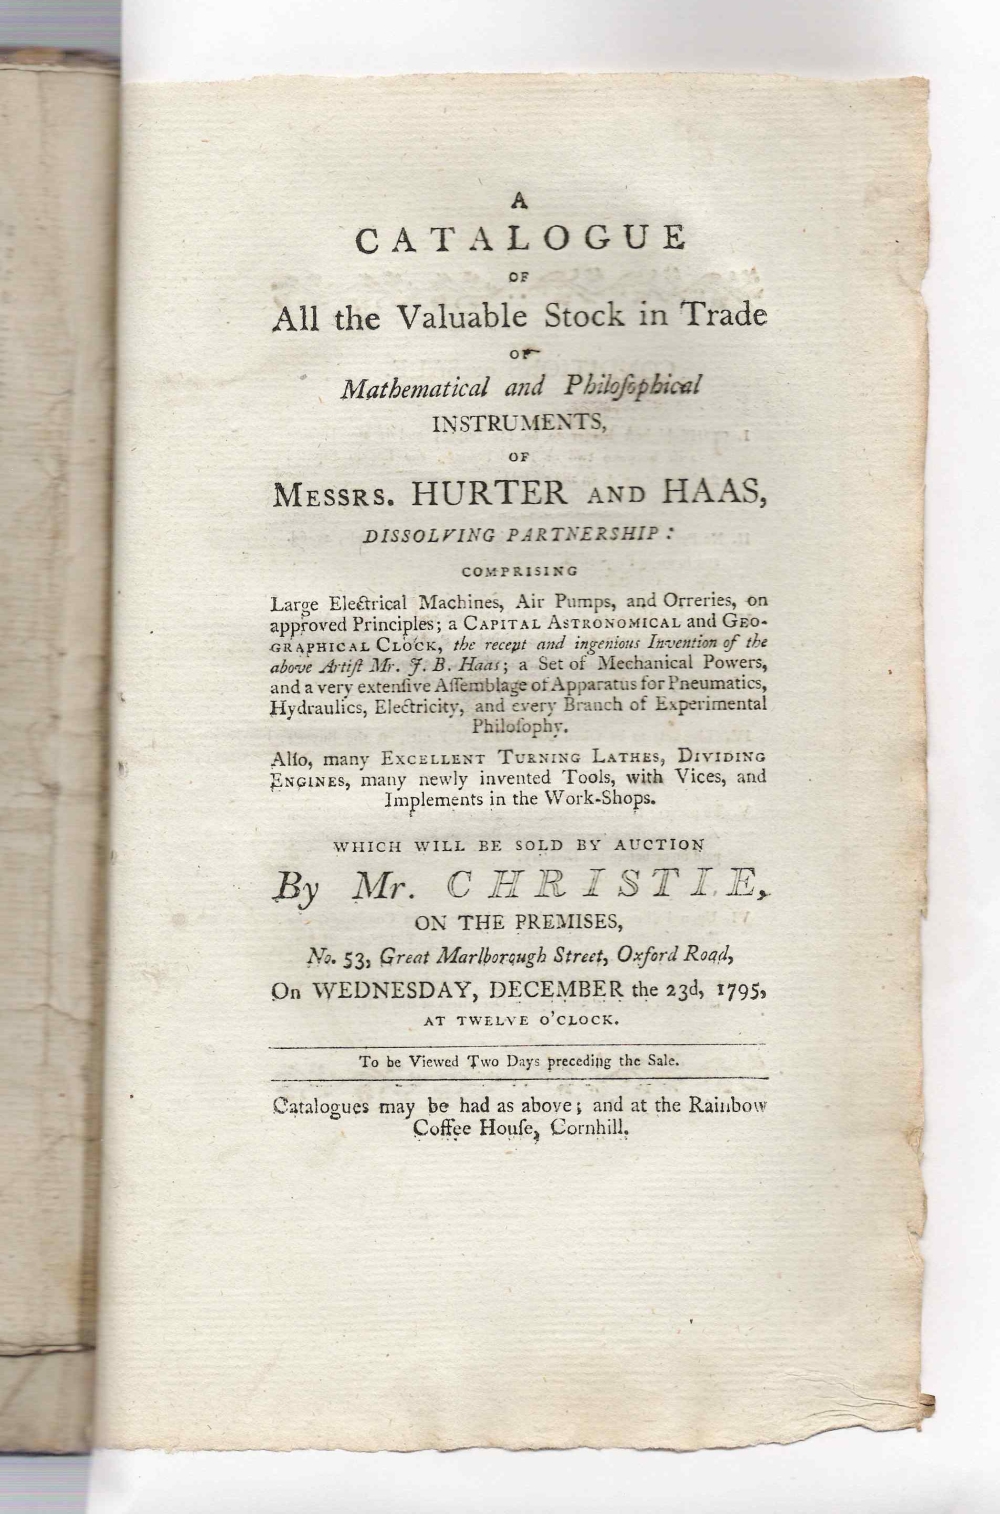 A
CATALOGUE
OF
All the Valuable Stock in Trade
OF
Mathematical and Philoſophical
INSTRUMENTS,
OF
MESSRS. HURTER AND HAAS,
DISSOLVING PARTNERSHIP:
COMPRISING
Large Electrical Machines, Air Pumps, and Orreries, on
approved Principles; a CAPITAL ASTRONOMICAL and GEO-
GRAPHICAL CLOCK, the recent and ingenious Invention of the
above Artiſt Mr. J. B. Haas; a Set of Mechanical Powers,
and a very extenſive Aſſemblage of Apparatus for Pneumatics,
Hydraulics, Electricity, and every Branch of Experimental
Philoſophy.
Alſo, many EXCELLENT TURNING LATHES, DIVIDING
ENGINES, many newly invented Tools, with Vices, and
Implements in the Work-Shops.
WHICH WILL BE SOLD BY AUCTION
By Mr. CHRISTIE,
ON THE PREMISES,
No. 53, Great Marlborough Street, Oxford Road,
On WEDNESDAY, DECEMBER the 23d, 1795,
AT TWELVE O'CLOCK.
To be Viewed Two Days preceding the Sale.
Catalogues may be had as above; and at the Rainbow
Coffee Houſe, Cornhill.